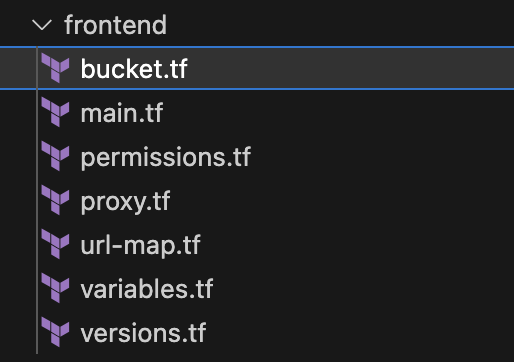 frontend
bucket.tf
main.tf
permissions.tf
proxy.tf
url-map.tf
variables.tf
versions.tf